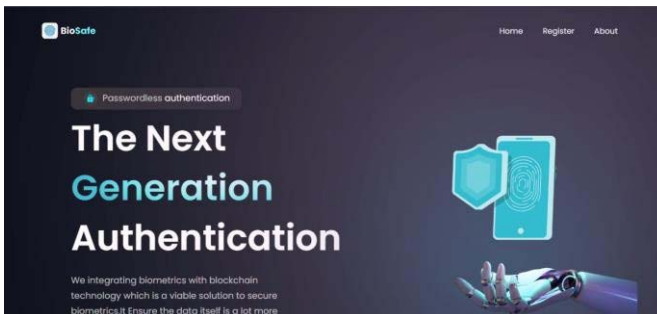 BioSafe
Home Register About
Passwordless authentication
The Next
Generation
Authentication
We integrating biometrics with blockchain
technology which is a viable solution to secure
biometrics.It Ensure the data itself is a lot more